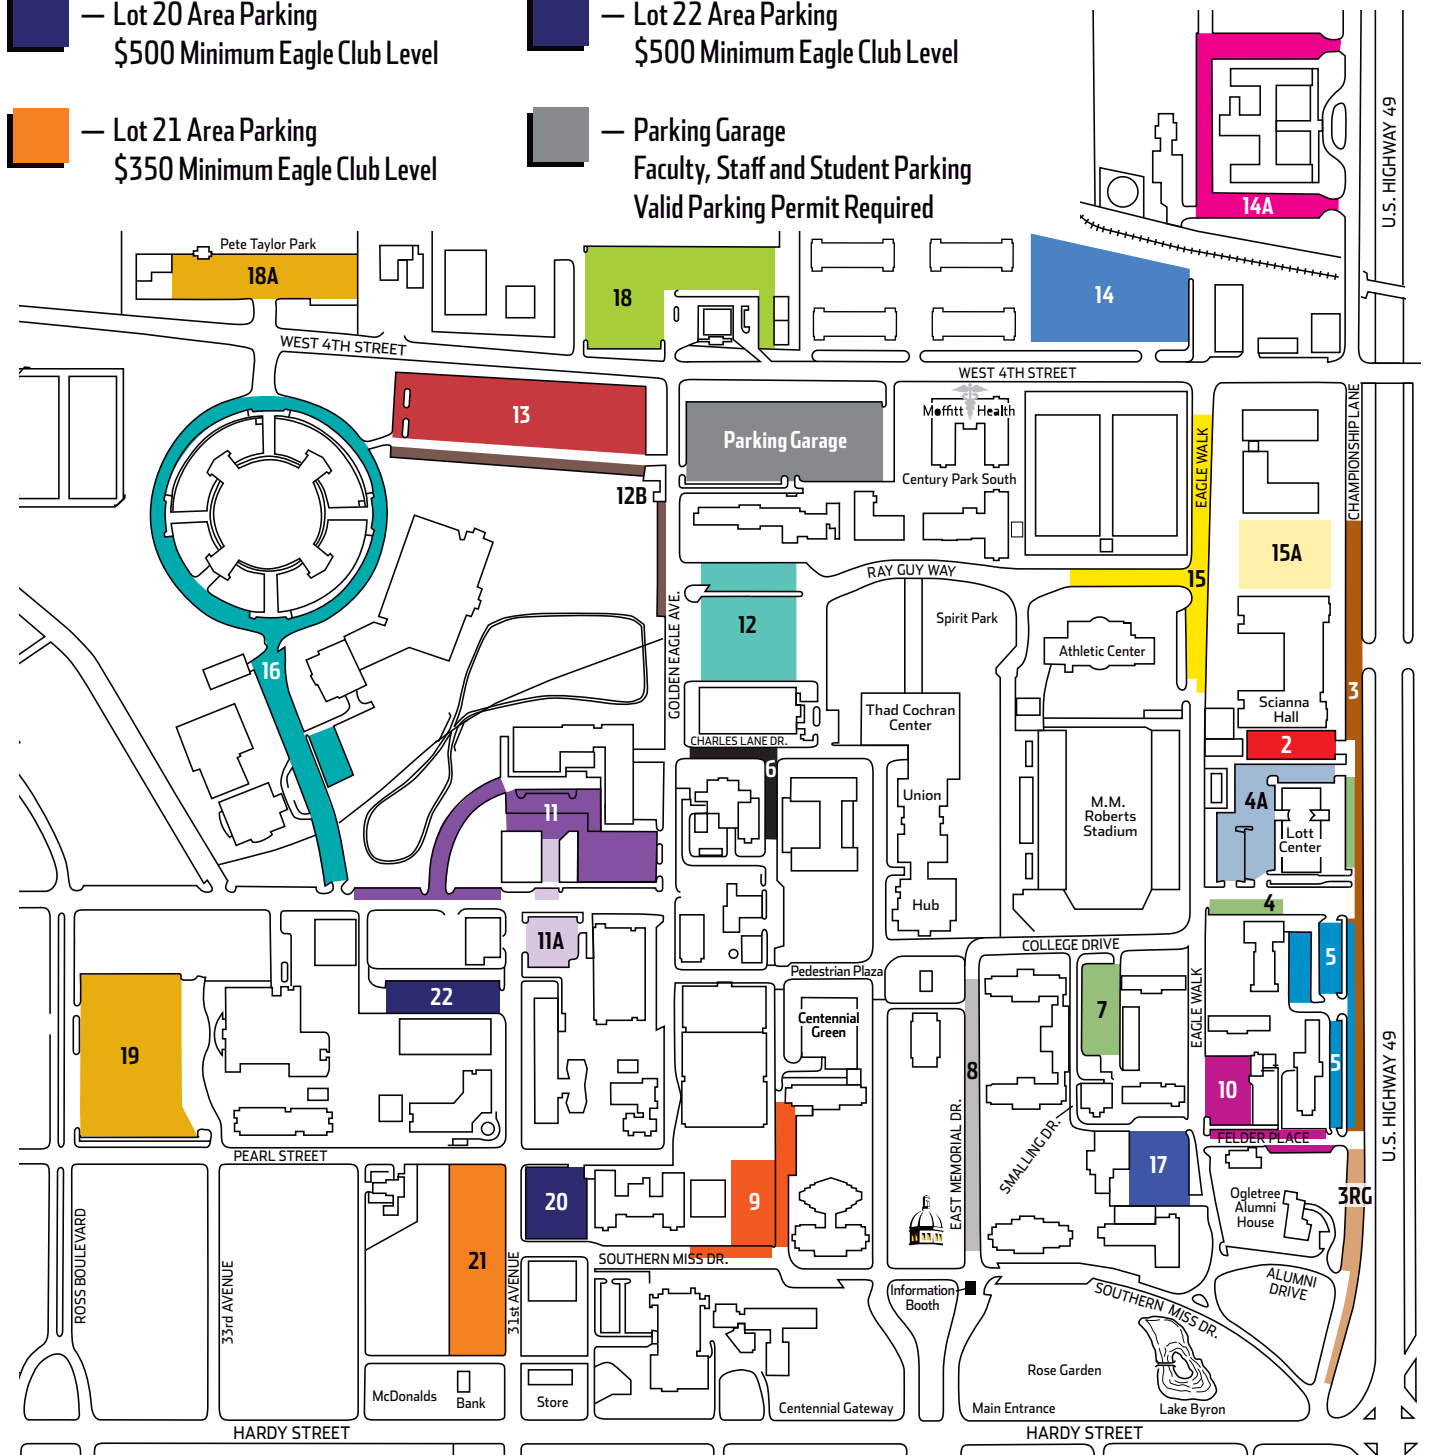 — Lot 20 Area Parking
$500 Minimum Eagle Club Level
— Lot 22 Area Parking
$500 Minimum Eagle Club Level
— Lot 21 Area Parking
$350 Minimum Eagle Club Level
— Parking Garage
Faculty, Staff and Student Parking
Valid Parking Permit Required
U.S. HIGHWAY 49
14A
Pete Taylor Park
18A
18
14
WEST 4TH STREET
WEST 4TH STREET
13
Parking Garage
Moffitt Health
Century Park South
EAGLE WALK
CHAMPIONSHIP LANE
12B
15A
RAY GUY WAY
15
GOLDEN EAGLE AVE.
12
Spirit Park
Athletic Center
16
3
Thad Cochran
Center
Scianna
Hall
CHARLES LANE DR.
2
6
11
Union
M.M.
Roberts
Stadium
4A
Lott
Center
Hub
4
11A
COLLEGE DRIVE
5
Pedestrian Plaza
22
EAGLE WALK
7
Centennial
Green
19
8
5
10
U.S. HIGHWAY 49
EAST MEMORIAL DR.
SMALLING DR.
FELDER PLACE
PEARL STREET
17
20
9
3RG
Ogletree
Alumni
House
ROSS BOULEVARD
33rd AVENUE
21
31st AVENUE
SOUTHERN MISS DR.
Information
Booth
ALUMNI
DRIVE
SOUTHERN MISS DR.
Rose Garden
McDonalds
Bank
Store
Centennial Gateway
Main Entrance
Lake Byron
HARDY STREET
HARDY STREET